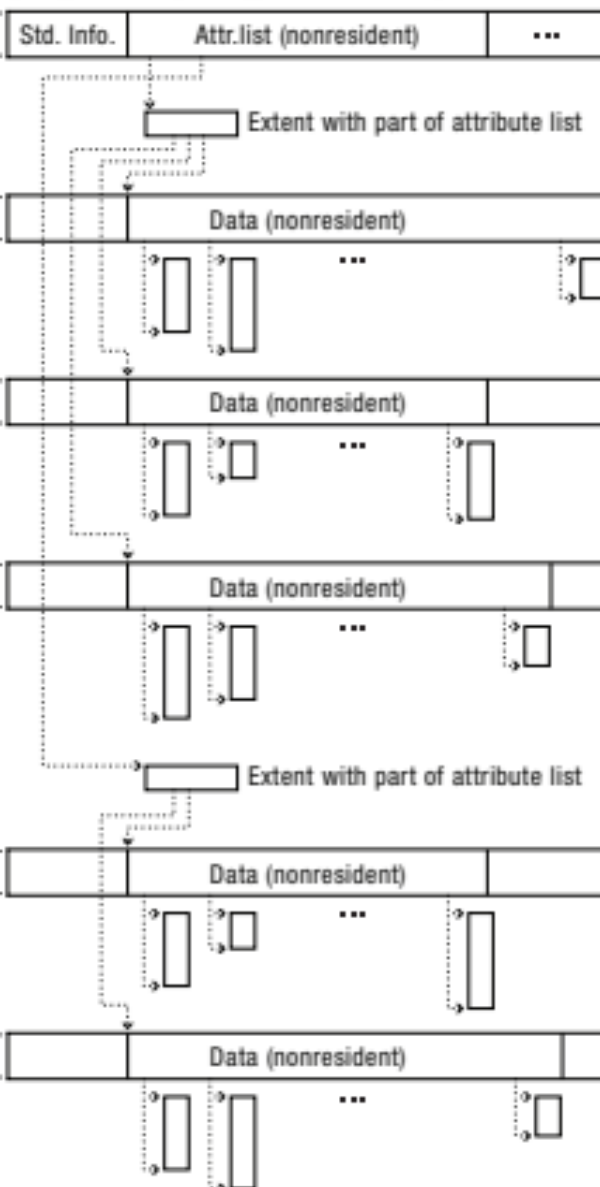 Std. Info. Attr.list (nonresident) ...
Extent with part of attribute list
Data (nonresident)
...
Data (nonresident)
...
Data (nonresident)
...
Extent with part of attribute list
Data (nonresident)
...
Data (nonresident)
...